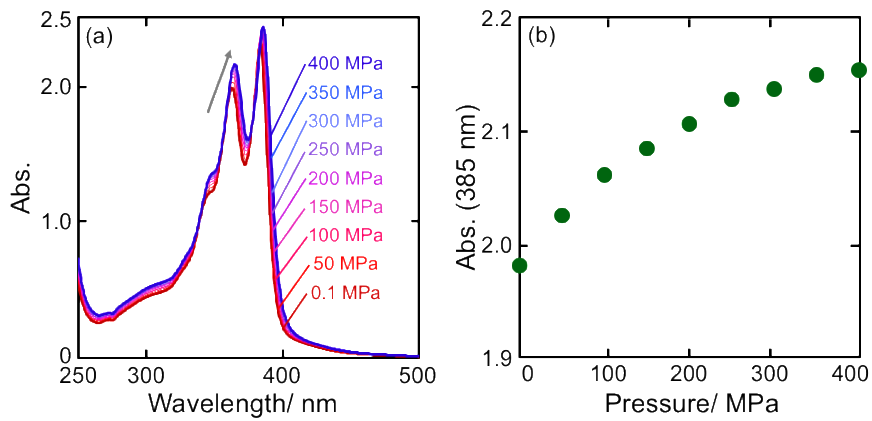 (a)
2.5
2.0
1.0
0
Abs.
250
300
400
500
Wavelength/ nm
400 MPa
350 MPa
300 MPa
250 MPa
200 MPa
150 MPa
100 MPa
50 MPa
0.1 MPa
(b)
2.2
2.1
2.0
1.9
Abs. (385 nm)
0
100
200
300
400
Pressure/ MPa